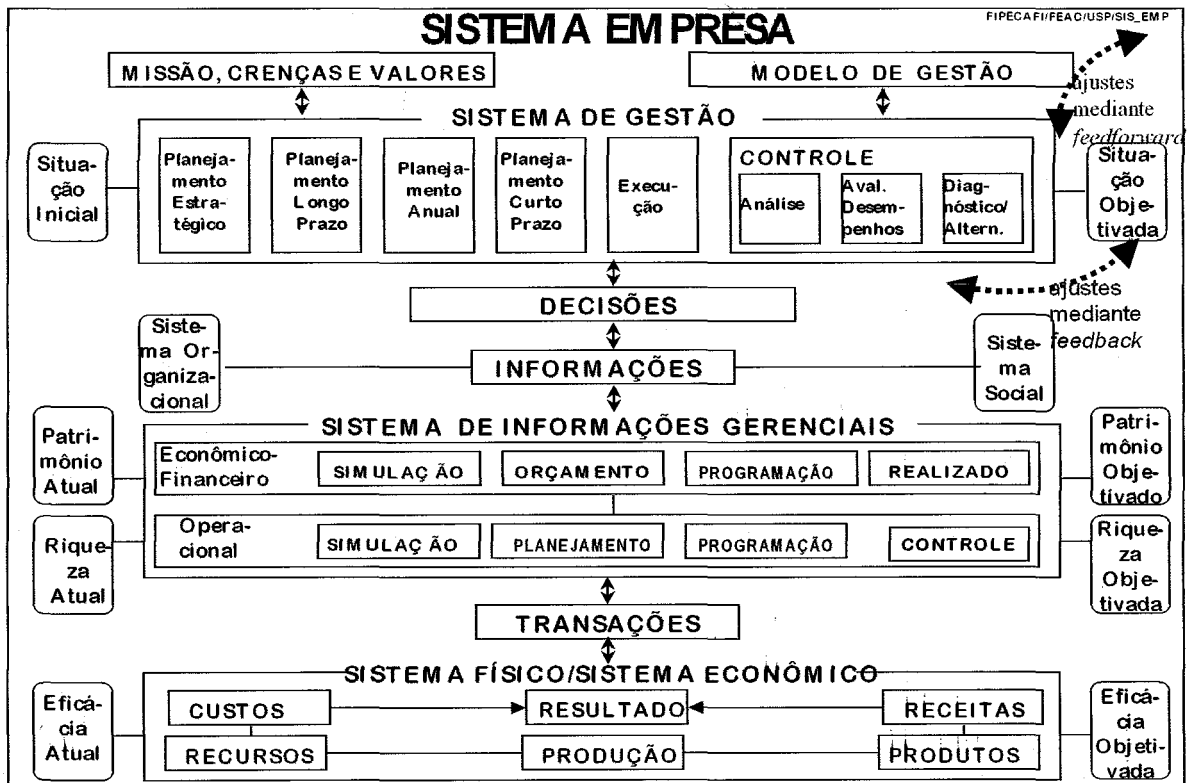 SISTEMA EMPRESA
FIPECAFI/FEAC/USP/SIS_EMP
MISSÃO, CRENÇAS E VALORES
MODELO DE GESTÃO
ajustes
mediante
feedforward
SISTEMA DE GESTÃO
Situa-
ção
Inicial
Planeja-
mento
Estra-
tégico
Planeja-
mento
Longo
Prazo
Planeja-
mento
Anual
Planeja-
mento
Curto
Prazo
Execu-
ção
CONTROLE
Análise
Aval.
Desem-
penhos
Diag-
nóstico/
Altern.
Situa-
ção
Objeti-
vada
ajustes
mediante
feedback
DECISÕES
Siste-
ma Or-
ganiza-
cional
INFORMAÇÕES
Siste-
ma
Social
SISTEMA DE INFORMAÇÕES GERENCIAIS
Patri-
mônio
Atual
Econômico-
Financeiro
SIMULAÇÃO
ORÇAMENTO
PROGRAMAÇÃO
REALIZADO
Patri-
mônio
Objeti-
vado
Rique-
za
Atual
Opera-
cional
SIMULAÇÃO
PLANEJAMENTO
PROGRAMAÇÃO
CONTROLE
Rique-
za
Obje-
tivada
TRANSAÇÕES
SISTEMA FÍSICO/SISTEMA ECONÔMICO
Eficá-
cia
Atual
CUSTOS
RESULTADO
RECEITAS
RECURSOS
PRODUÇÃO
PRODUTOS
Eficá-
cia
Objeti-
vada